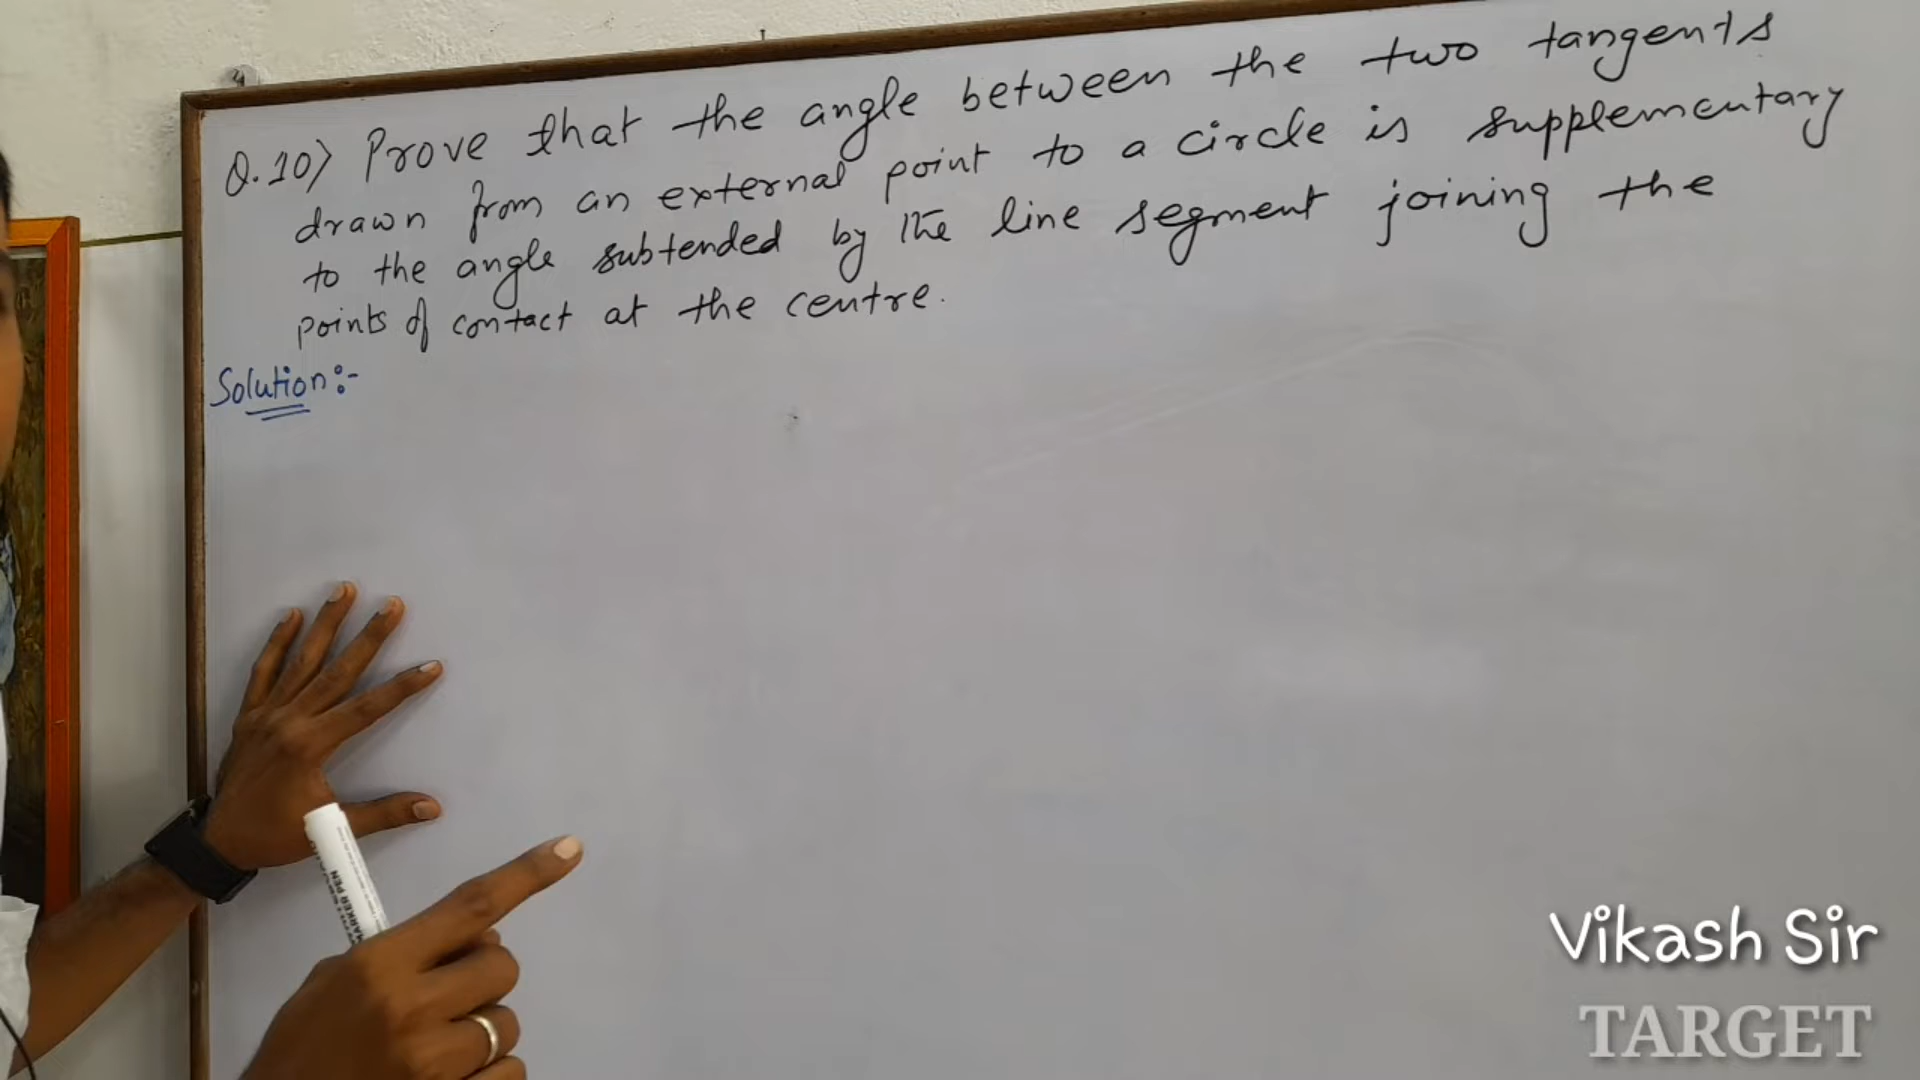 Q.10) Prove that the angle between the two tangents
drawn from an external point to a circle is supplementary
to the angle subtended by the line segment joining the
points of contact at the centre.
Solution:-
MARKER PEN
Vikash Sir
TARGET